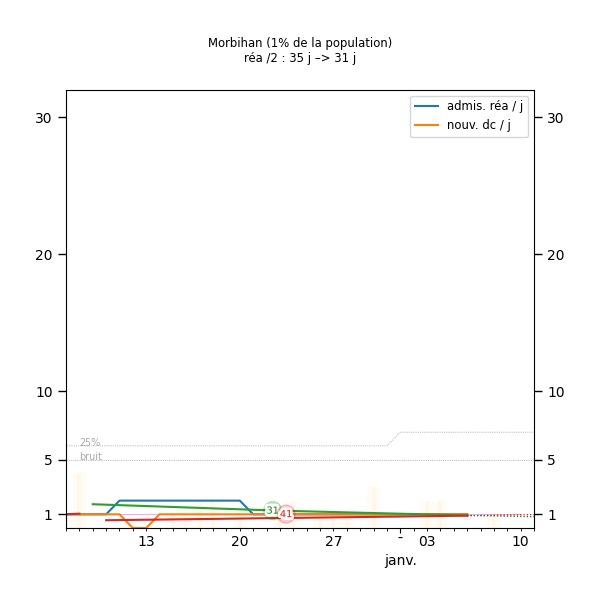 Morbihan (1% de la population)
réa /2 : 35 j –> 31 j
admis. réa / j
nouv. dc / j
30 30
20 20
10 10
25%
bruit
5 5
31 41
1 1
13 20 27 - 03 10
janv.